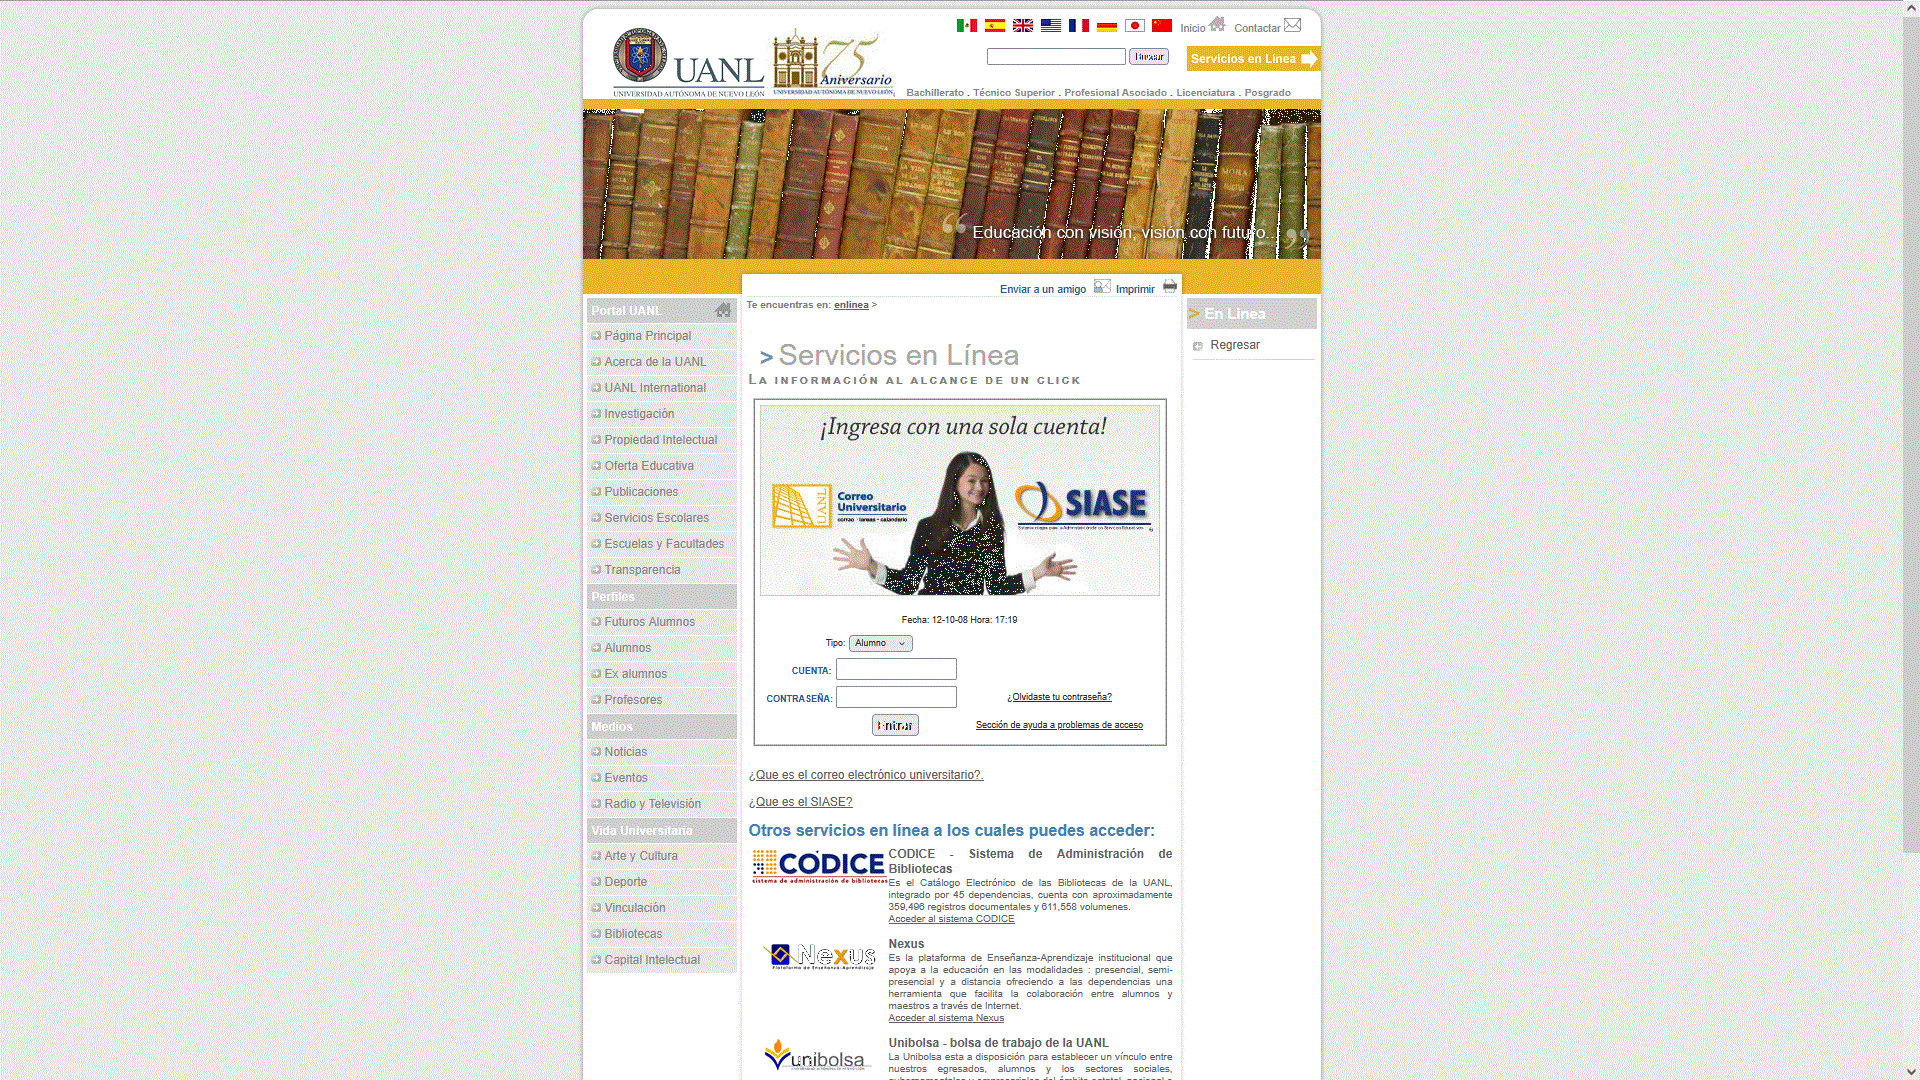 Inicio
Contactar
UANL
UNIVERSIDAD AUTÓNOMA DE NUEVO LEÓN
75
Aniversario
UNIVERSIDAD AUTÓNOMA DE NUEVO LEÓN
Buscar
Servicios en Linea
Bachillerato . Técnico Superior . Profesional Asociado . Licenciatura . Posgrado
“ Educación con visión, visión con futuro... ”
Enviar a un amigo
Imprimir
Portal UANL
Página Principal
Acerca de la UANL
UANL International
Investigación
Propiedad Intelectual
Oferta Educativa
Publicaciones
Servicios Escolares
Escuelas y Facultades
Transparencia
Perfiles
Futuros Alumnos
Alumnos
Ex alumnos
Profesores
Medios
Noticias
Eventos
Radio y Televisión
Vida Universitaria
Arte y Cultura
Deporte
Vinculación
Bibliotecas
Capital Intelectual
Te encuentras en: enlinea >
> Servicios en Línea
LA INFORMACIÓN AL ALCANCE DE UN CLICK
¡Ingresa con una sola cuenta!
UANL
Correo
Universitario
correo · tareas · calendario
SIASE
Fecha: 12-10-08 Hora: 17:19
Tipo: Alumno
CUENTA:
CONTRASEÑA:
¿Olvidaste tu contraseña?
Entrar
Sección de ayuda a problemas de acceso
¿Que es el correo electrónico universitario?.
¿Que es el SIASE?
Otros servicios en línea a los cuales puedes acceder:
CÓDICE
sistema de administración de bibliotecas
CODICE - Sistema de Administración de
Bibliotecas
Es el Catálogo Electrónico de las Bibliotecas de la UANL,
integrado por 45 dependencias, cuenta con aproximadamente
359,496 registros documentales y 611,558 volumenes.
Acceder al sistema CODICE
Nexus
Plataforma de Enseñanza-Aprendizaje
Nexus
Es la plataforma de Enseñanza-Aprendizaje institucional que
apoya a la educación en las modalidades : presencial, semi-
presencial y a distancia ofreciendo a las dependencias una
herramienta que facilita la colaboración entre alumnos y
maestros a través de Internet.
Acceder al sistema Nexus
unibolsa
Unibolsa - bolsa de trabajo de la UANL
La Unibolsa esta a disposición para establecer un vínculo entre
nuestros egresados, alumnos y los sectores sociales,
> En Linea
Regresar